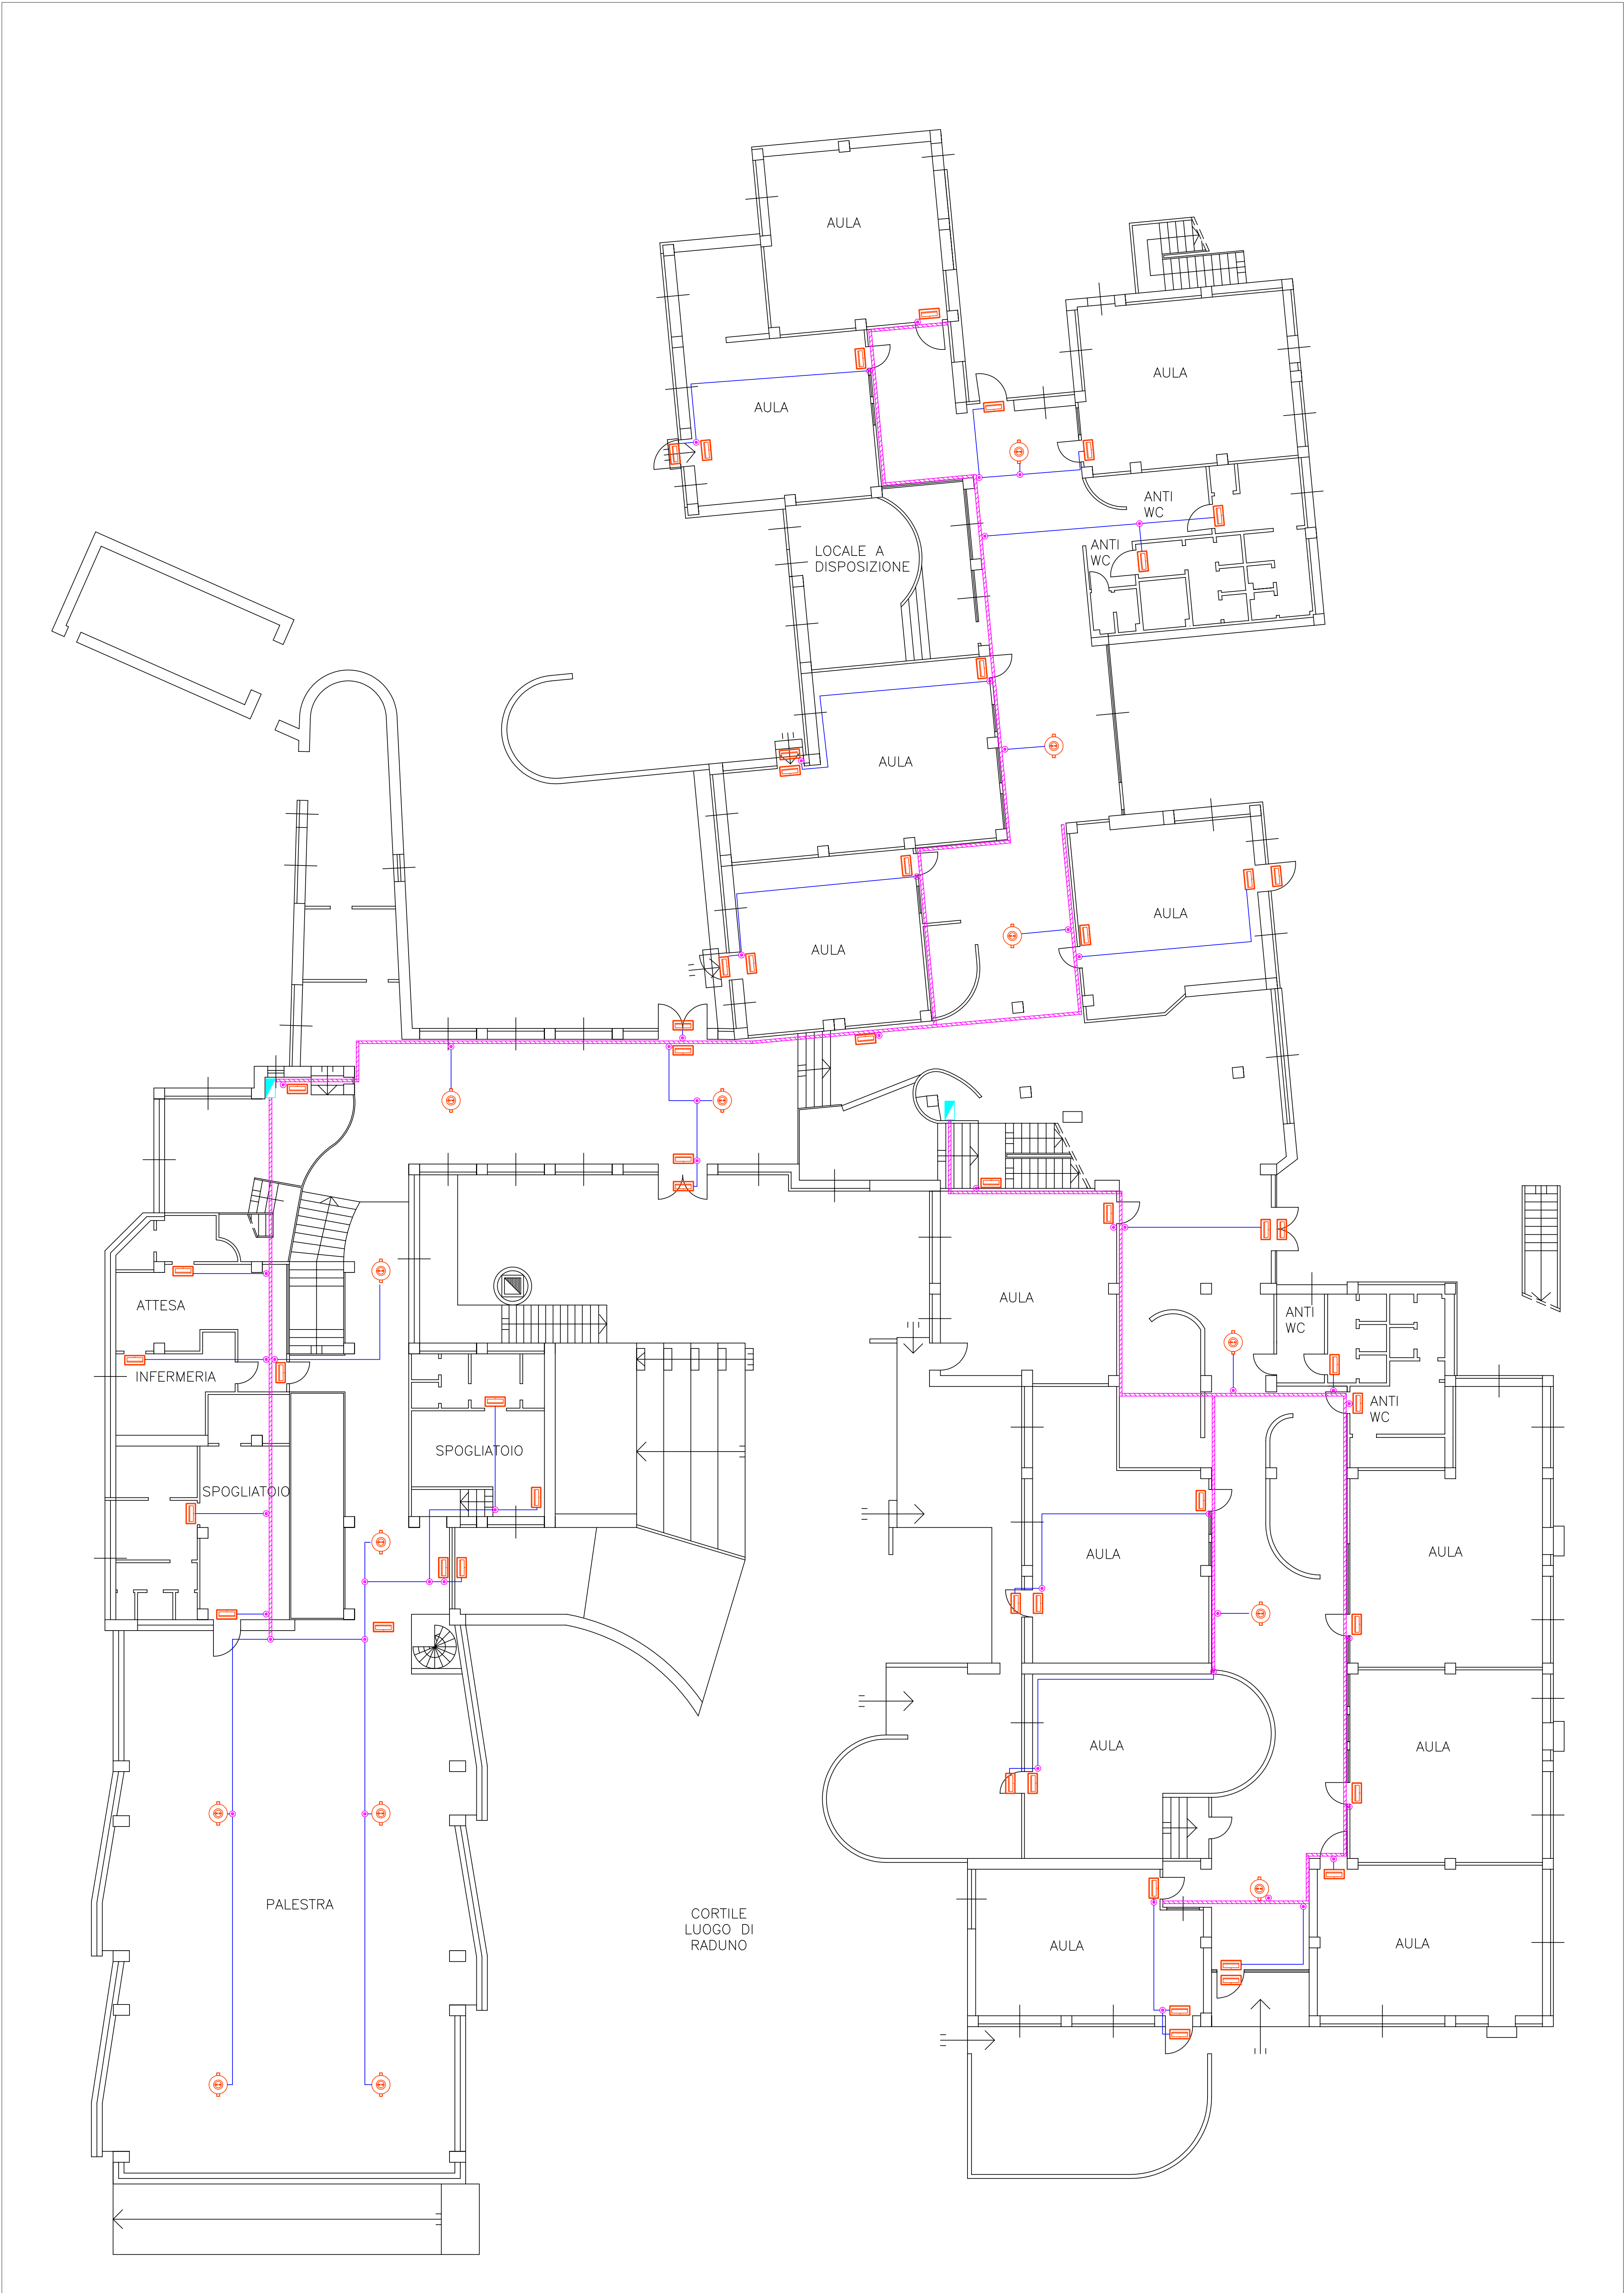 AULA
AULA
AULA
ANTI
WC
ANTI
WC
LOCALE A
DISPOSIZIONE
AULA
AULA
AULA
ATTESA
INFERMERIA
SPOGLIATOIO
SPOGLIATOIO
AULA
ANTI
WC
ANTI
WC
AULA
AULA
AULA
AULA
PALESTRA
CORTILE
LUOGO DI
RADUNO
AULA
AULA